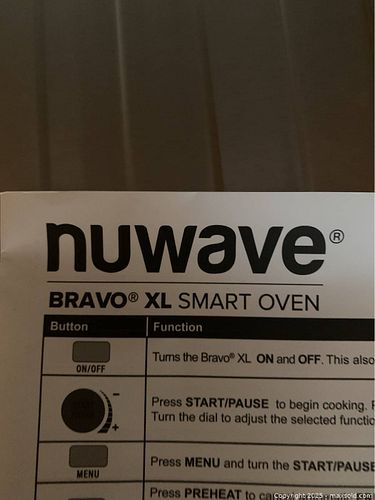 nuwave®
BRAVO® XL SMART OVEN
Button Function
ON/OFF
Turns the Bravo® XL ON and OFF. This also
- +
Press START/PAUSE to begin cooking.
Turn the dial to adjust the selected functio
MENU
Press MENU and turn the START/PAUSE
Press PREHEAT to
Copyright 2025 - maxsold.com